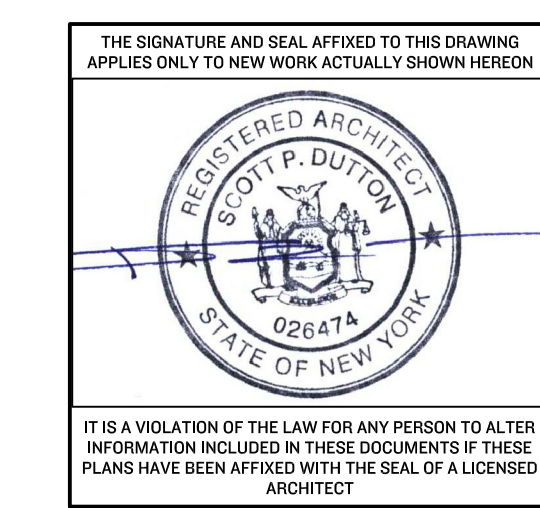 THE SIGNATURE AND SEAL AFFIXED TO THIS DRAWING
APPLIES ONLY TO NEW WORK ACTUALLY SHOWN HEREON
REGISTERED ARCHITECT
SCOTT P. DUTTON
EXCELSIOR
026474
STATE OF NEW YORK
IT IS A VIOLATION OF THE LAW FOR ANY PERSON TO ALTER
INFORMATION INCLUDED IN THESE DOCUMENTS IF THESE
PLANS HAVE BEEN AFFIXED WITH THE SEAL OF A LICENSED
ARCHITECT